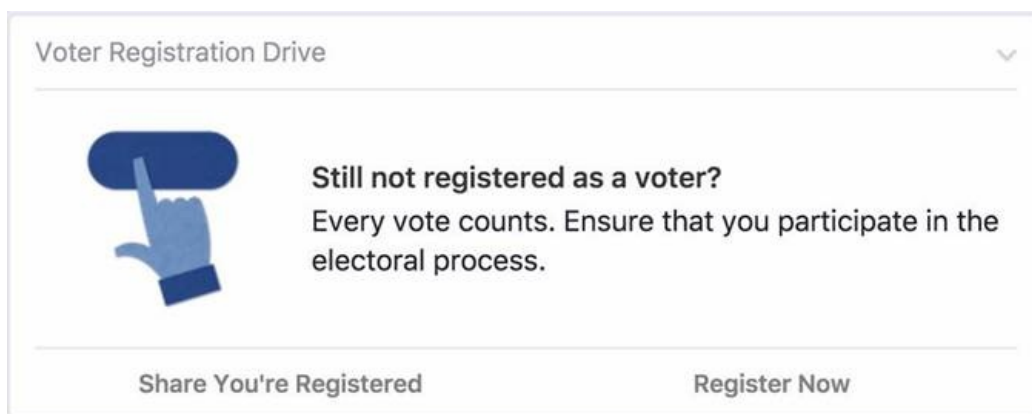 Voter Registration Drive
Still not registered as a voter?
Every vote counts. Ensure that you participate in the
electoral process.
Share You're Registered
Register Now